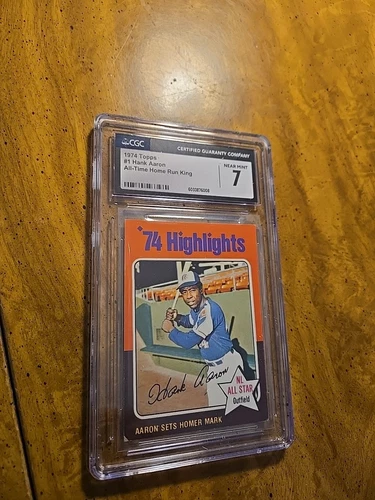 CGC
CERTIFIED GUARANTY COMPANY
1974 Topps
#1 Hank Aaron
All-Time Home Run King
NEAR MINT
7
'74 Highlights
Hank Aaron
NL
ALL STAR
Outfield
AARON SETS HOMER MARK